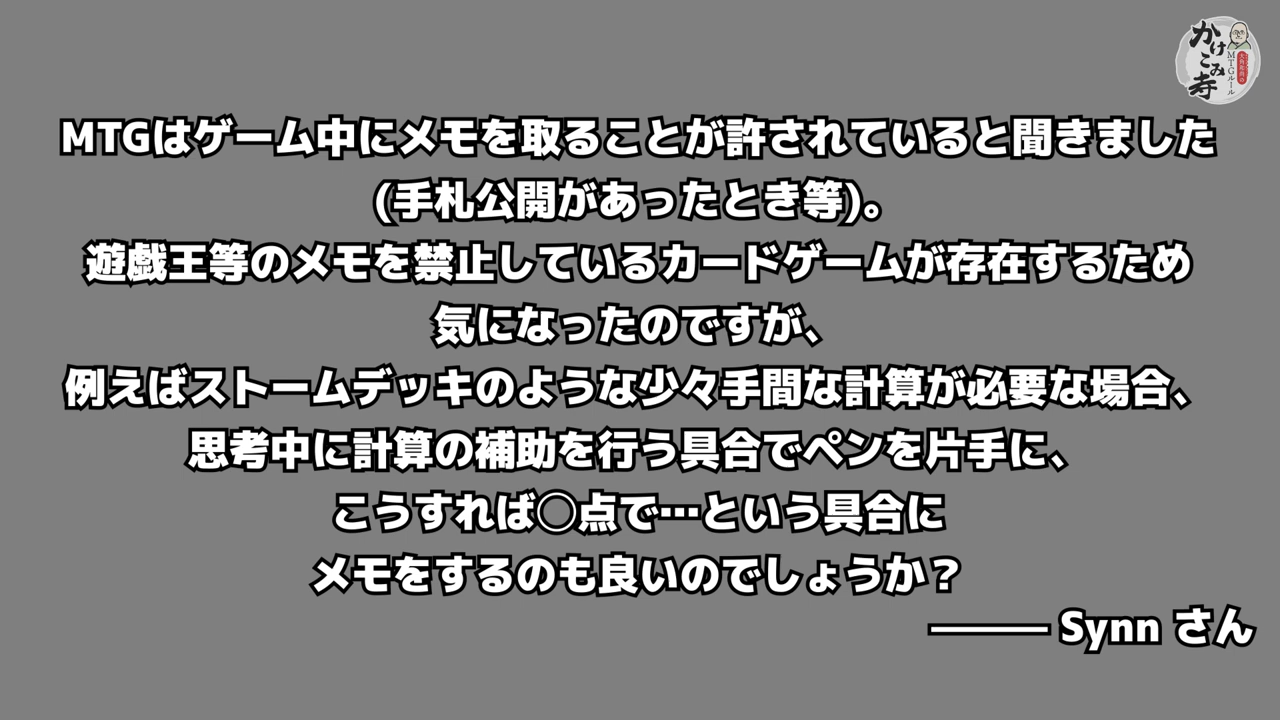 かけこみ寺
MTGルール
MTGはゲーム中にメモを取ることが許されていると聞きました
(手札公開があったとき等)。
遊戯王等のメモを禁止しているカードゲームが存在するため
気になったのですが、
例えばストームデッキのような少々手間な計算が必要な場合、
思考中に計算の補助を行う具合でペンを片手に、
こうすれば◯点で…という具合に
メモをするのも良いのでしょうか？
――― Synn さん